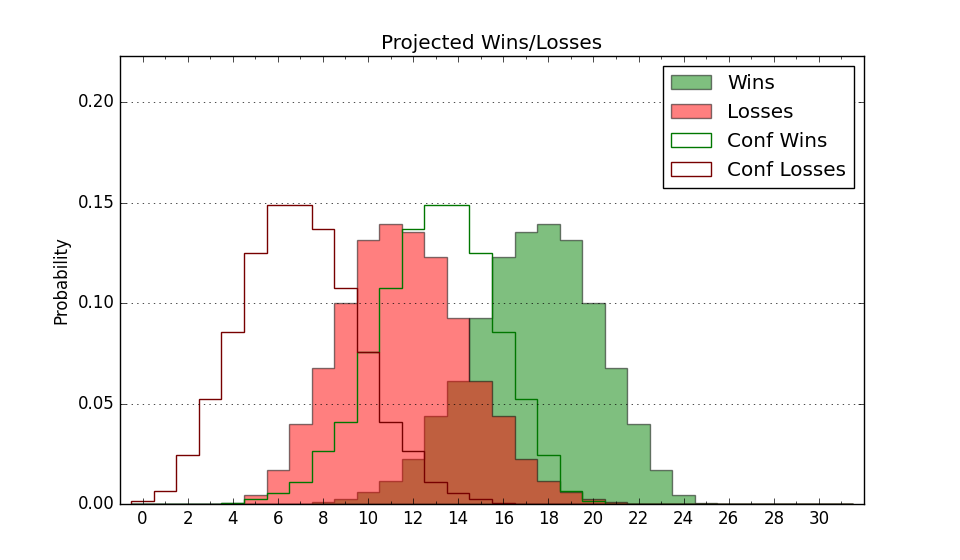 Projected Wins/Losses
Wins
Losses
Conf Wins
Conf Losses
0.20
0.15
0.10
0.05
0.00
Probability
0 2 4 6 8 10 12 14 16 18 20 22 24 26 28 30